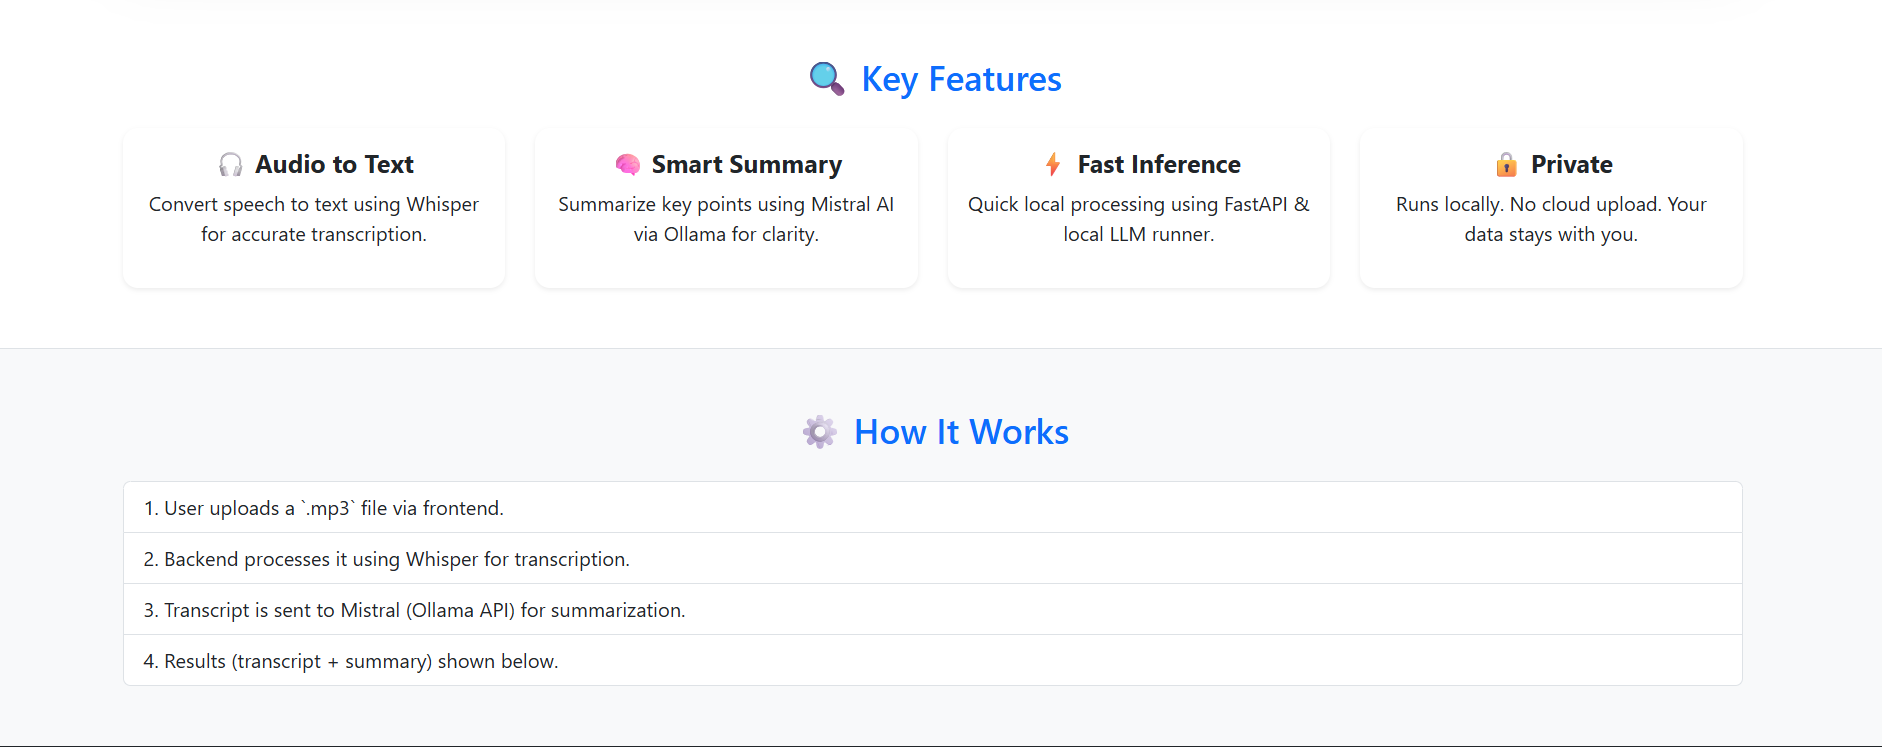 🔍 Key Features
🎧 Audio to Text
Convert speech to text using Whisper
for accurate transcription.
🧠 Smart Summary
Summarize key points using Mistral AI
via Ollama for clarity.
⚡ Fast Inference
Quick local processing using FastAPI &
local LLM runner.
🔒 Private
Runs locally. No cloud upload. Your
data stays with you.
⚙️ How It Works
1. User uploads a `.mp3` file via frontend.
2. Backend processes it using Whisper for transcription.
3. Transcript is sent to Mistral (Ollama API) for summarization.
4. Results (transcript + summary) shown below.